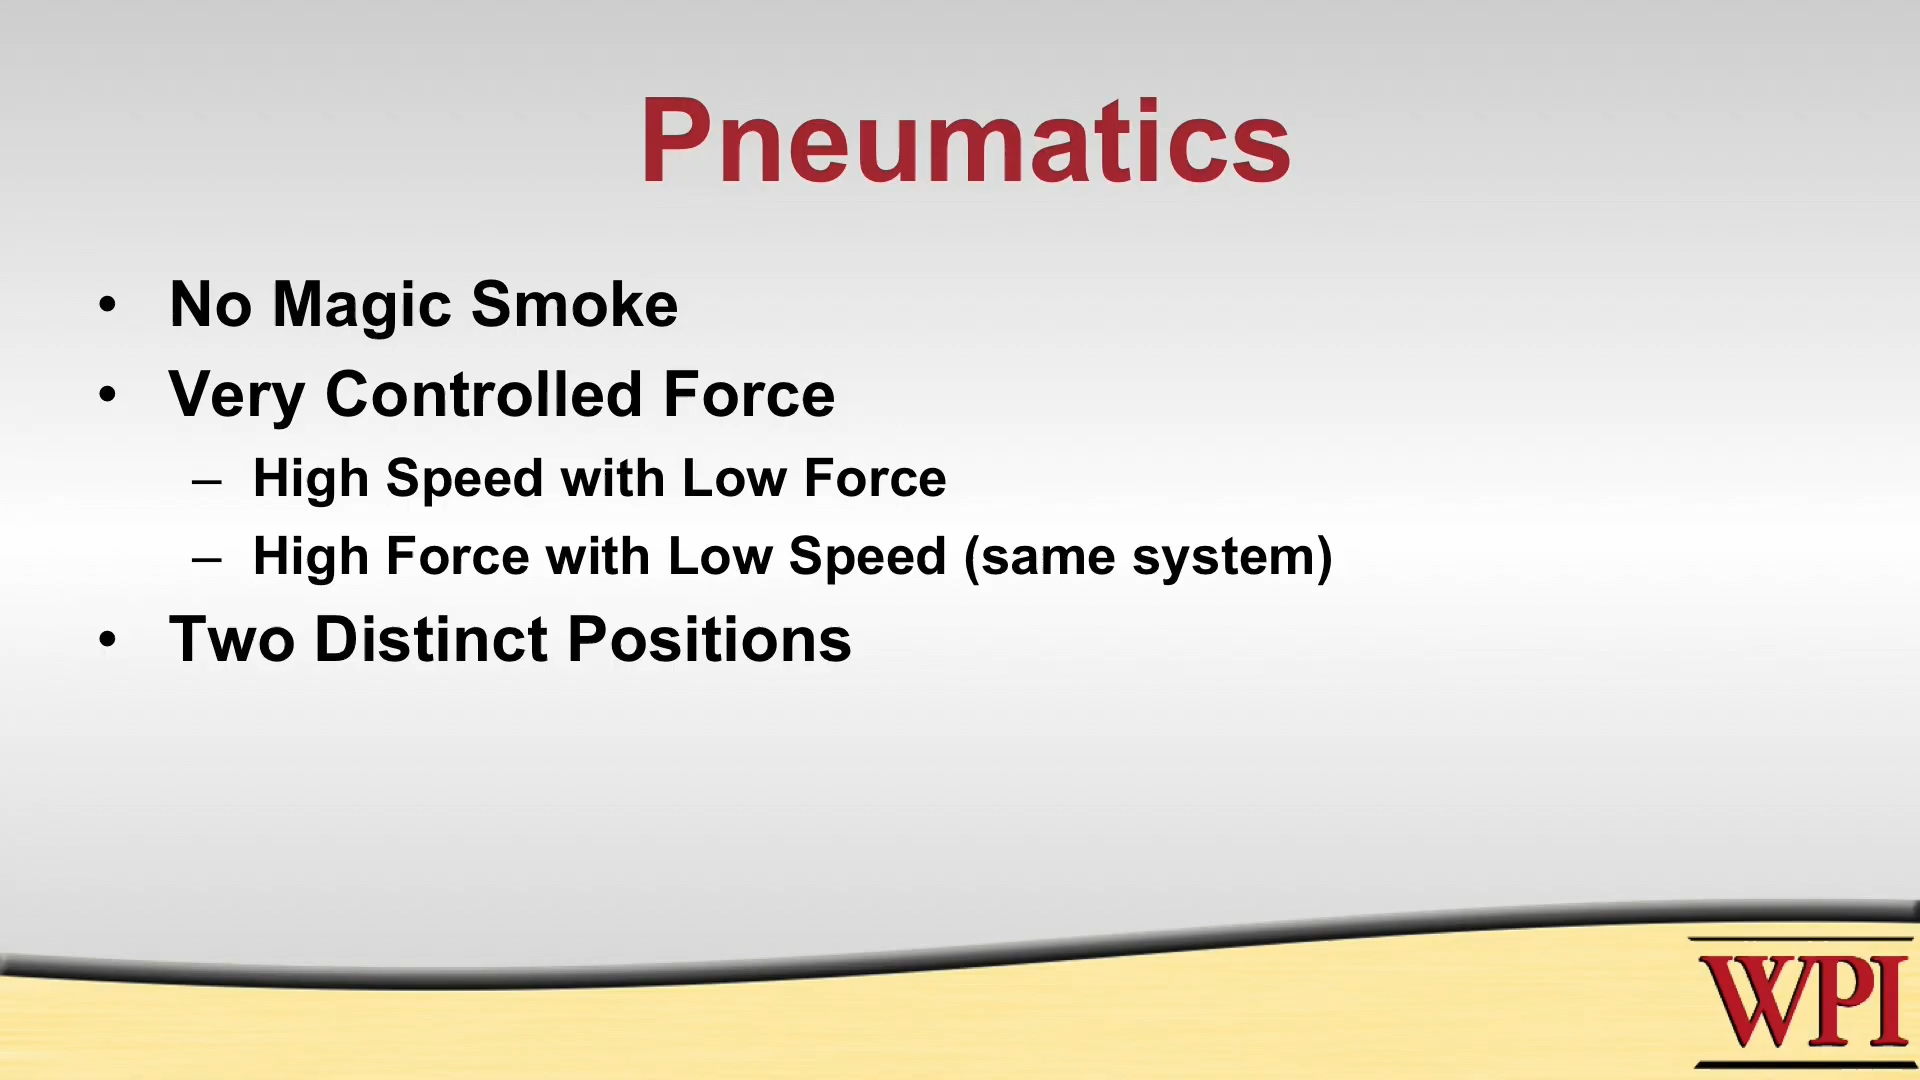 Pneumatics
• No Magic Smoke
• Very Controlled Force
– High Speed with Low Force
– High Force with Low Speed (same system)
• Two Distinct Positions
WPI